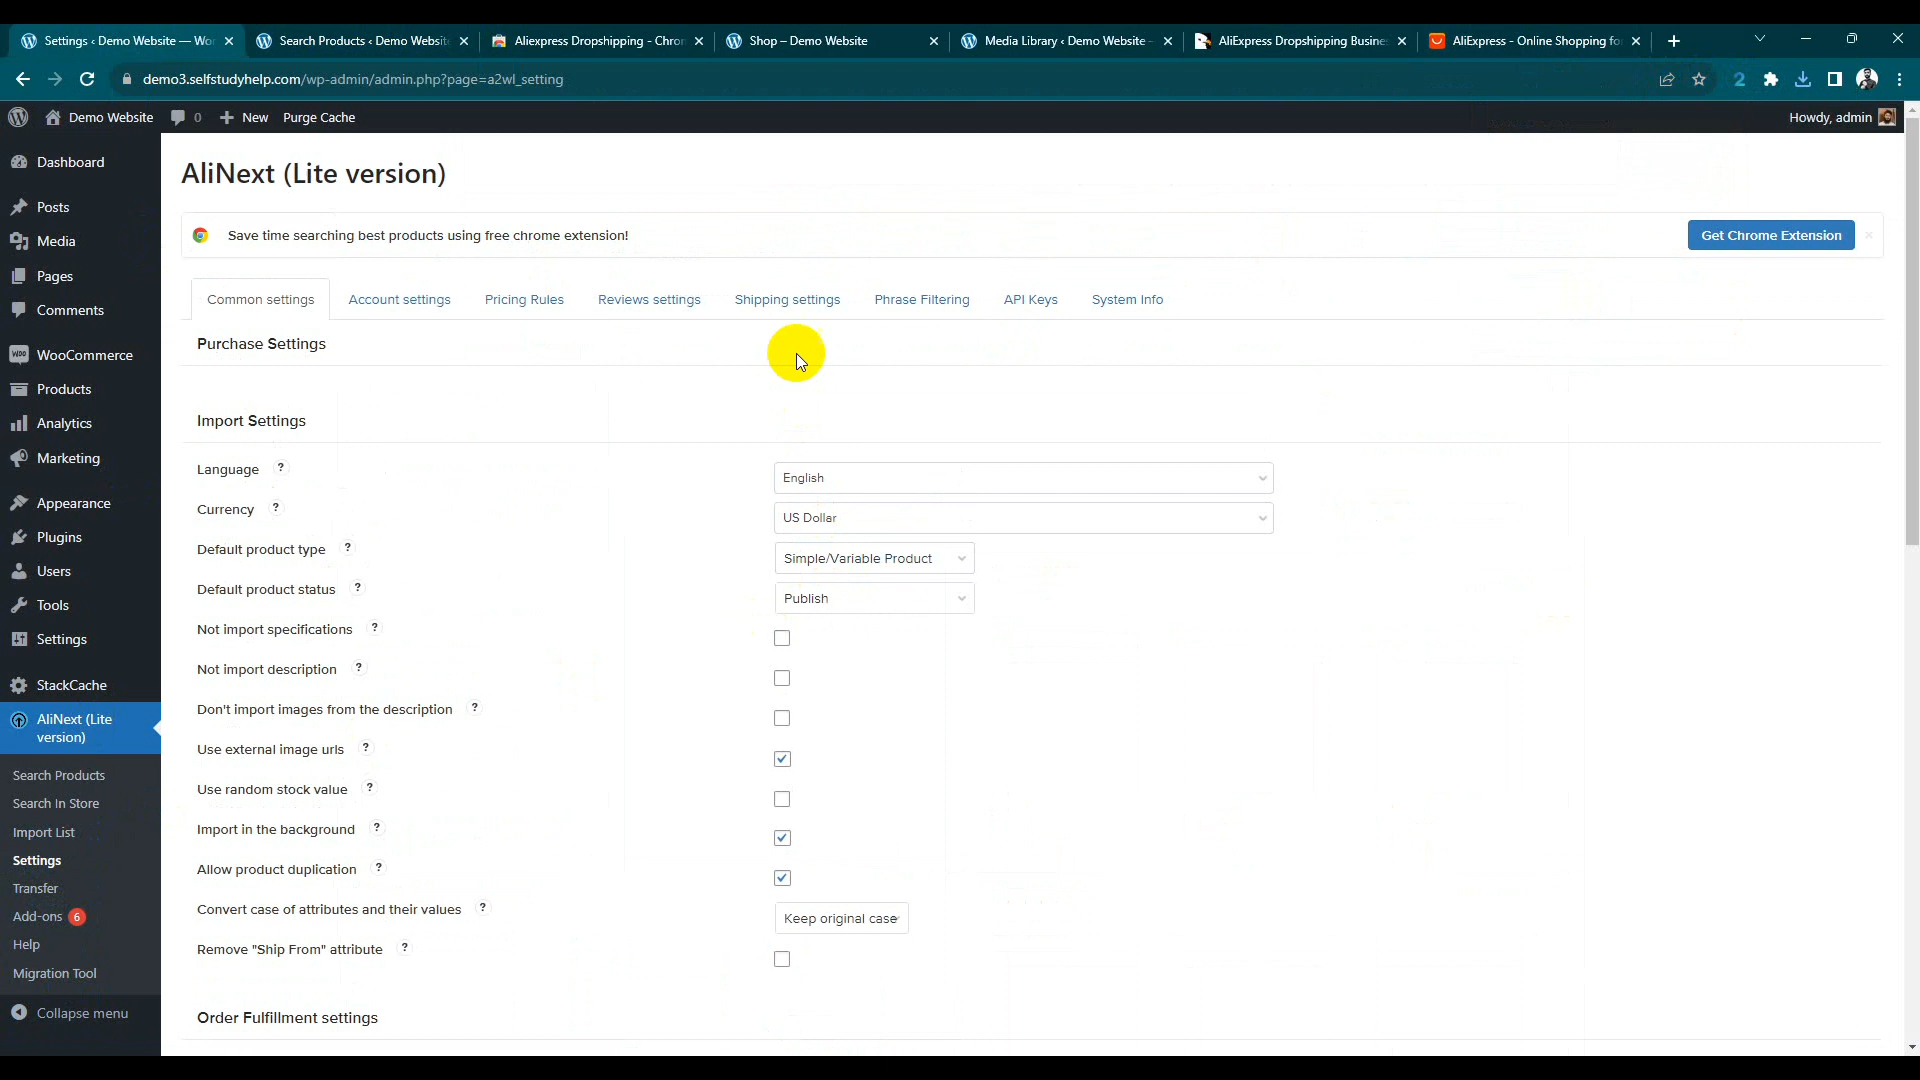 Settings ‹ Demo Website — Wor
Search Products ‹ Demo Website
Aliexpress Dropshipping - Chrom
Shop – Demo Website
Media Library ‹ Demo Website -
AliExpress Dropshipping Busines
AliExpress - Online Shopping fo
demo3.selfstudyhelp.com/wp-admin/admin.php?page=a2wl_setting
2
Demo Website
0
New
Purge Cache
Howdy, admin
Dashboard
Posts
Media
Pages
Comments
WooCommerce
Products
Analytics
Marketing
Appearance
Plugins
Users
Tools
Settings
StackCache
AliNext (Lite
version)
Search Products
Search In Store
Import List
Settings
Transfer
Add-ons 6
Help
Migration Tool
Collapse menu
AliNext (Lite version)
Save time searching best products using free chrome extension!
Get Chrome Extension
Common settings
Account settings
Pricing Rules
Reviews settings
Shipping settings
Phrase Filtering
API Keys
System Info
Purchase Settings
Import Settings
Language ?
English
Currency ?
US Dollar
Default product type ?
Simple/Variable Product
Default product status ?
Publish
Not import specifications ?
Not import description ?
Don't import images from the description ?
Use external image urls ?
Use random stock value ?
Import in the background ?
Allow product duplication ?
Convert case of attributes and their values ?
Keep original case
Remove "Ship From" attribute ?
Order Fulfillment settings